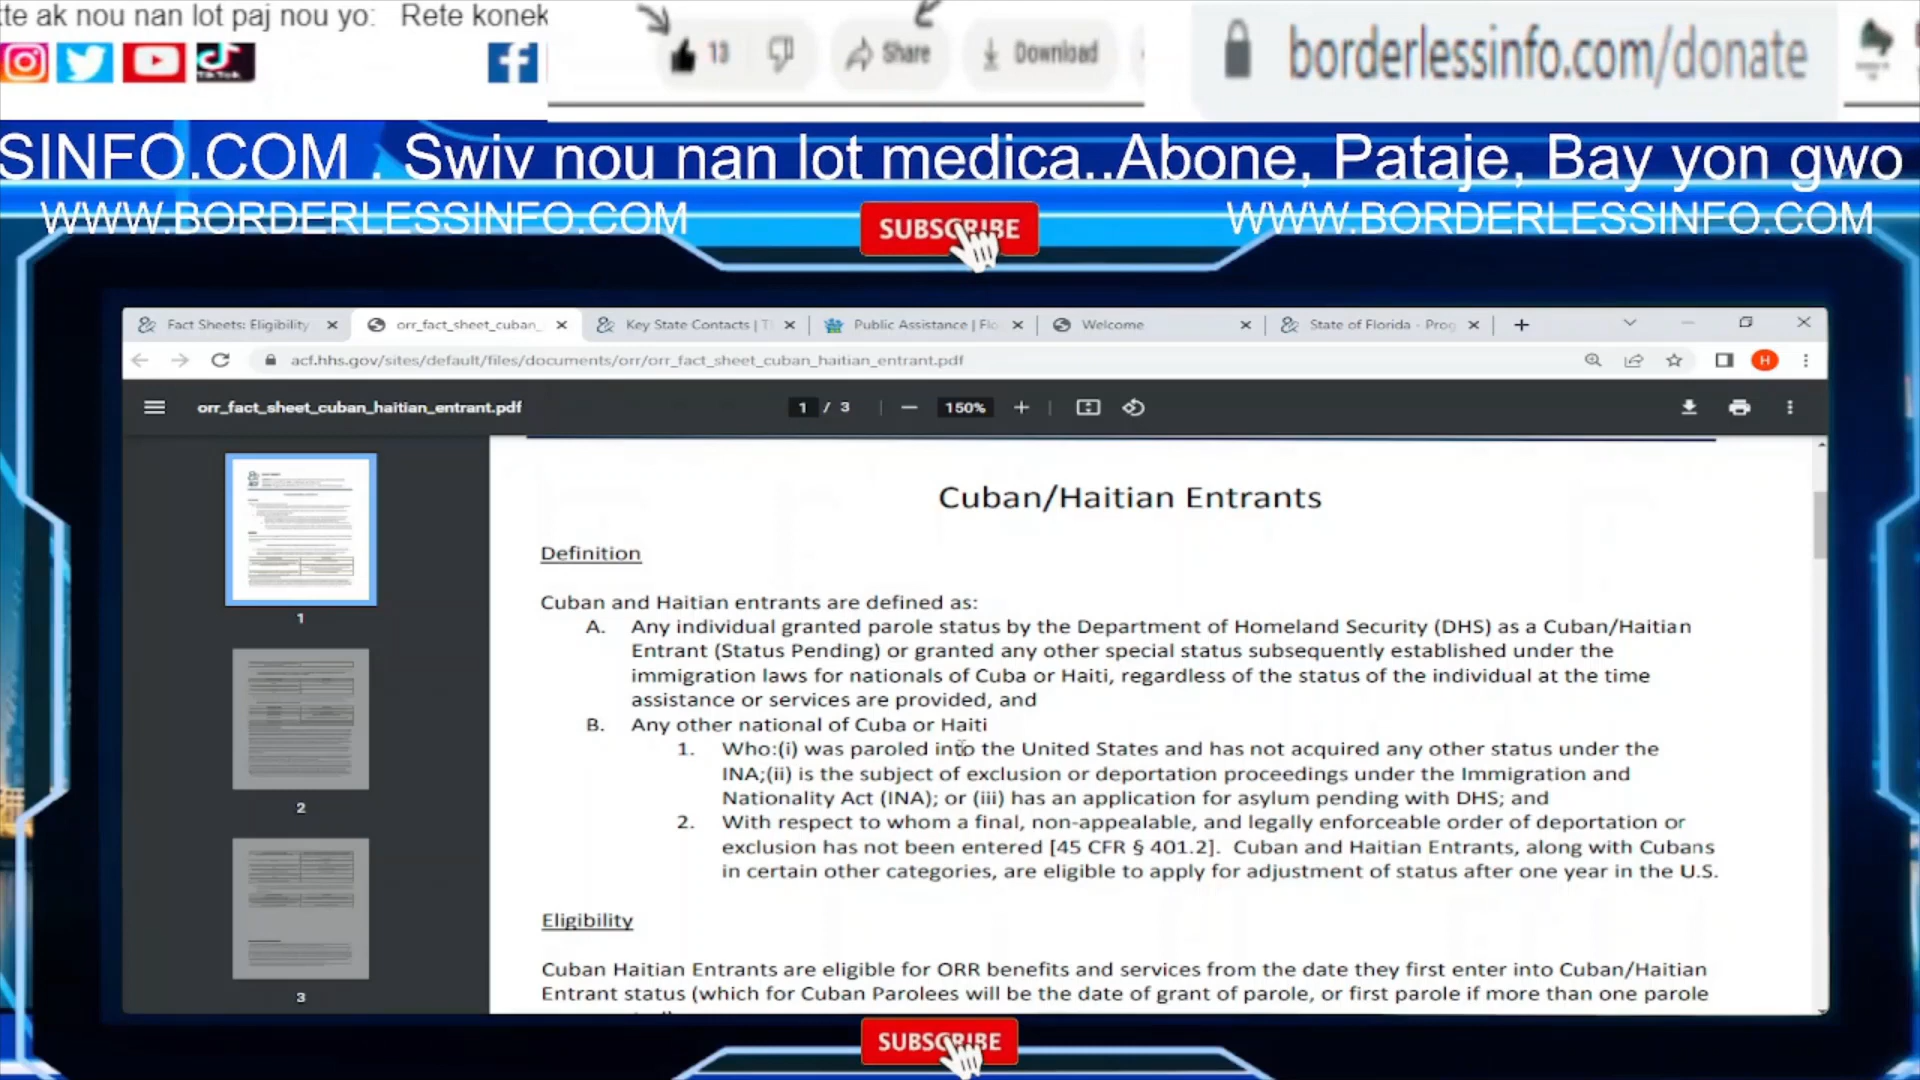 kte ak nou nan lot paj nou yo: Rete konek
TikTok
13 Share Download
borderlessinfo.com/donate
SINFO.COM . Swiv nou nan lot medica..Abone, Pataje, Bay yon gwo
WWW.BORDERLESSINFO.COM
SUBSCRIBE
WWW.BORDERLESSINFO.COM
Fact Sheets: Eligibility
orr_fact_sheet_cuban_
Key State Contacts | T
Public Assistance | Flo
Welcome
State of Florida - Prog
acf.hhs.gov/sites/default/files/documents/orr/orr_fact_sheet_cuban_haitian_entrant.pdf
H
orr_fact_sheet_cuban_haitian_entrant.pdf
1 / 3
150%
1
2
3
Cuban/Haitian Entrants
Definition
Cuban and Haitian entrants are defined as:
A. Any individual granted parole status by the Department of Homeland Security (DHS) as a Cuban/Haitian
Entrant (Status Pending) or granted any other special status subsequently established under the
immigration laws for nationals of Cuba or Haiti, regardless of the status of the individual at the time
assistance or services are provided, and
B. Any other national of Cuba or Haiti
1. Who:(i) was paroled into the United States and has not acquired any other status under the
INA;(ii) is the subject of exclusion or deportation proceedings under the Immigration and
Nationality Act (INA); or (iii) has an application for asylum pending with DHS; and
2. With respect to whom a final, non-appealable, and legally enforceable order of deportation or
exclusion has not been entered [45 CFR § 401.2]. Cuban and Haitian Entrants, along with Cubans
in certain other categories, are eligible to apply for adjustment of status after one year in the U.S.
Eligibility
Cuban Haitian Entrants are eligible for ORR benefits and services from the date they first enter into Cuban/Haitian
Entrant status (which for Cuban Parolees will be the date of grant of parole, or first parole if more than one parole
SUBSCRIBE